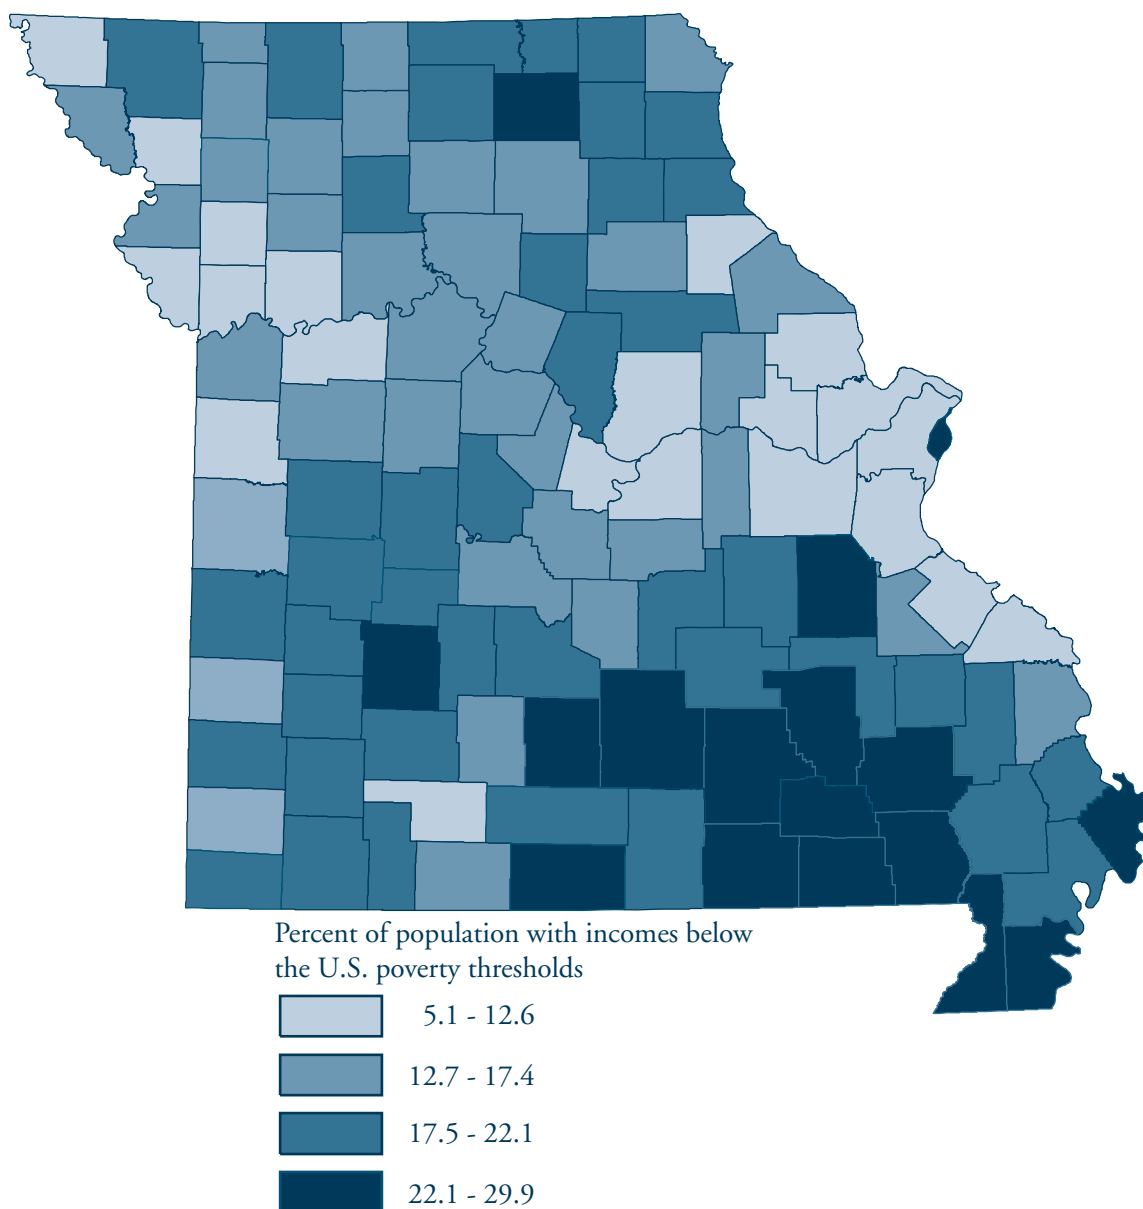 Percent of population with incomes below
the U.S. poverty thresholds
5.1 - 12.6
12.7 - 17.4
17.5 - 22.1
22.1 - 29.9